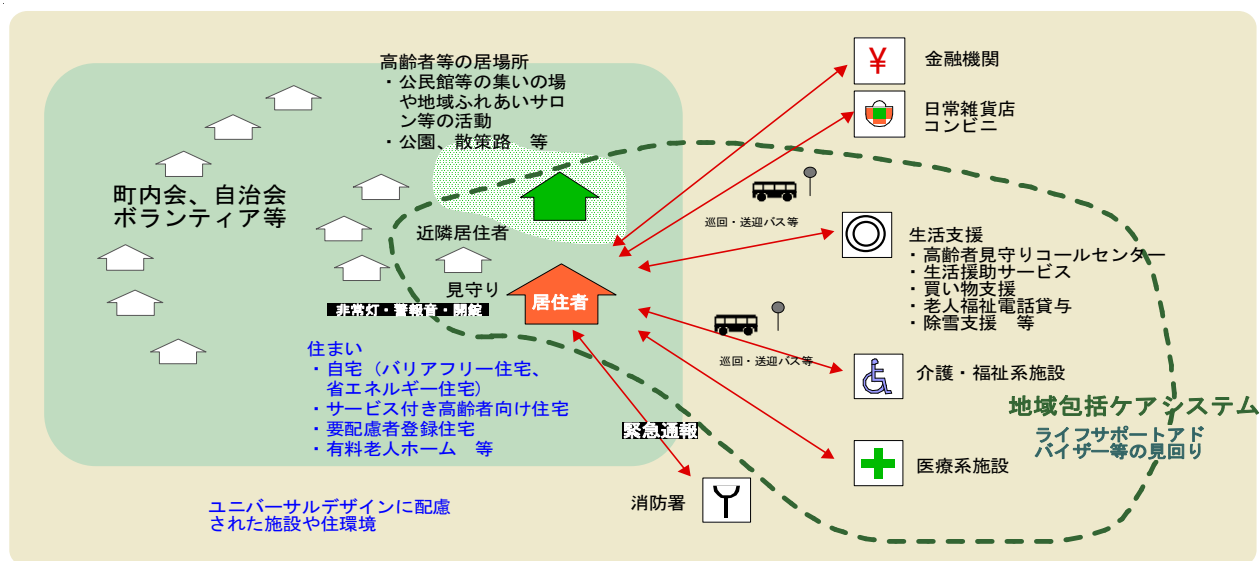 高齢者等の居場所
・公民館等の集いの場
や地域ふれあいサロ
ン等の活動
・公園、散策路　等
町内会、自治会
ボランティア等
近隣居住者
見守り
居住者
非常灯・警報音・開錠
住まい
・自宅（バリアフリー住宅、
省エネルギー住宅）
・サービス付き高齢者向け住宅
・要配慮者登録住宅
・有料老人ホーム　等
ユニバーサルデザインに配慮
された施設や住環境
¥
金融機関
日常雑貨店
コンビニ
巡回・送迎バス等
生活支援
・高齢者見守りコールセンター
・生活援助サービス
・買い物支援
・老人福祉電話貸与
・除雪支援　等
巡回・送迎バス等
介護・福祉系施設
地域包括ケアシステム
ライフサポートアド
バイザー等の見回り
緊急通報
医療系施設
消防署